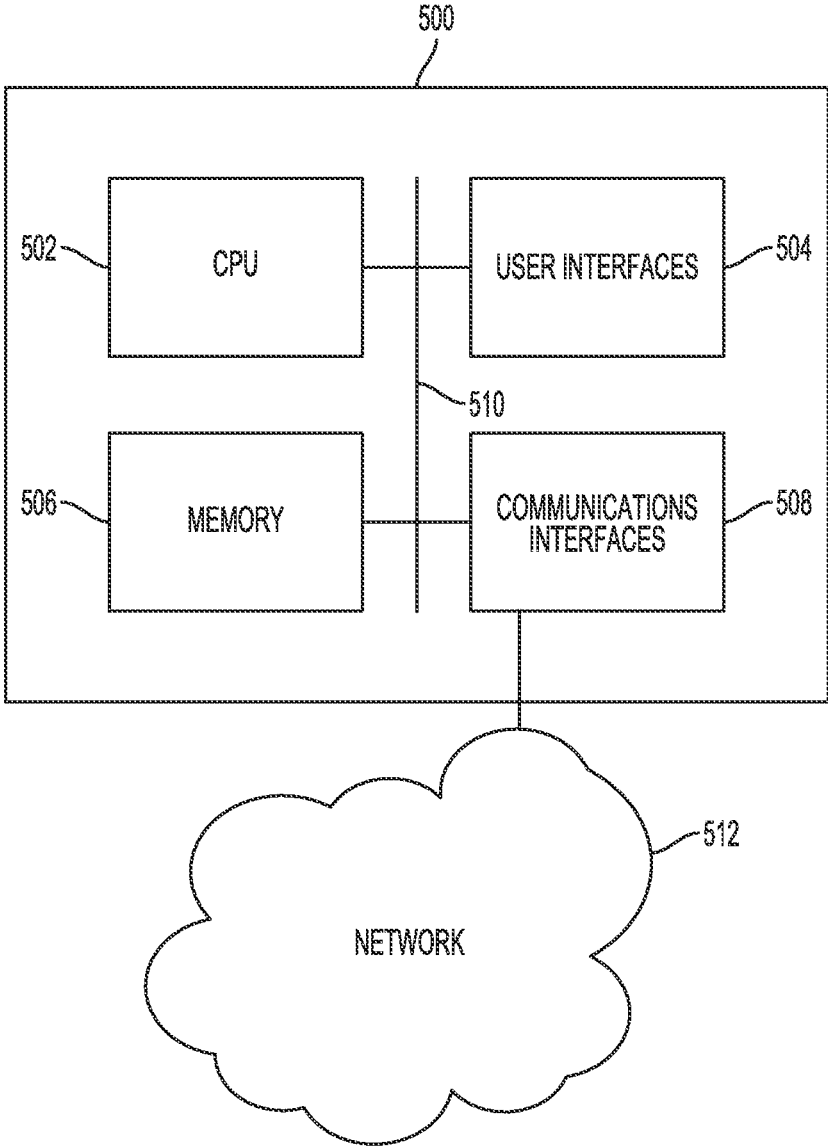 500
502
CPU
USER INTERFACES
504
510
506
MEMORY
COMMUNICATIONS
INTERFACES
508
512
NETWORK